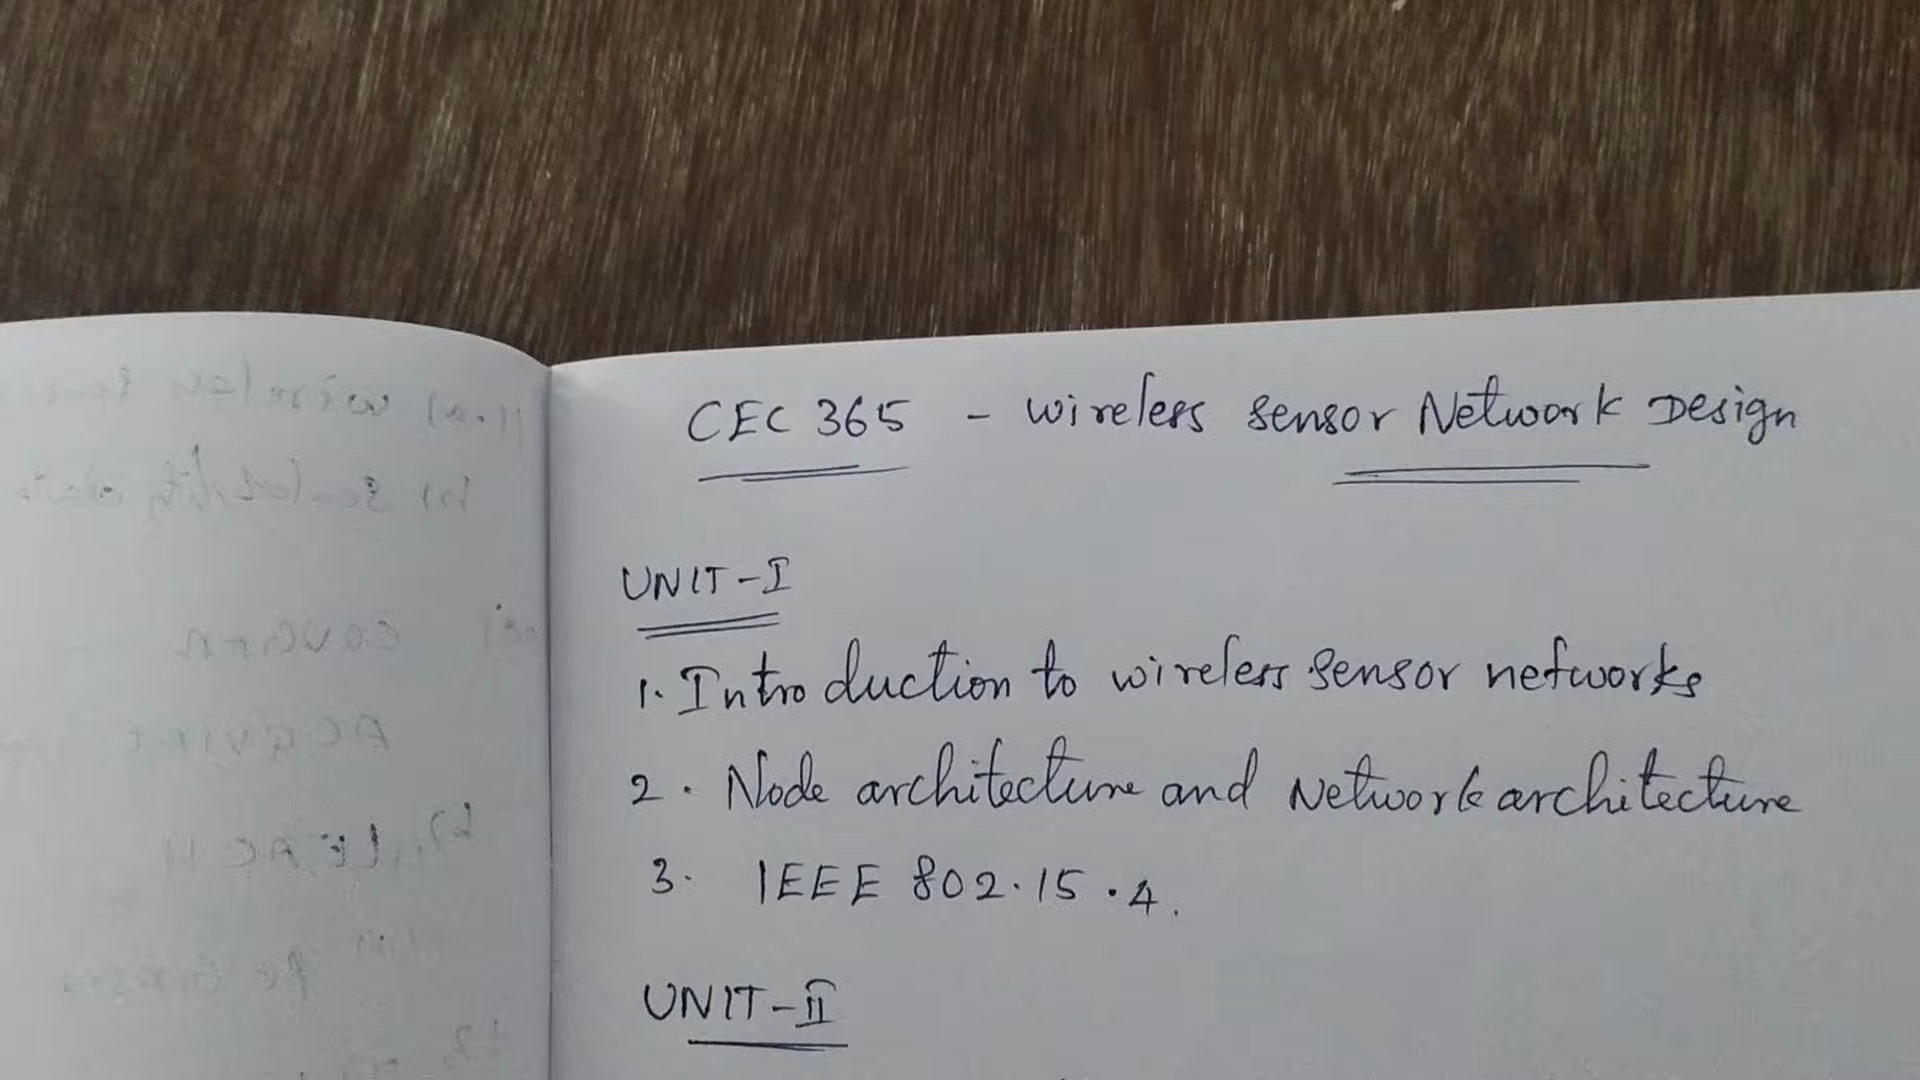 CEC 365 - wireless sensor Network Design
UNIT-I
1. Introduction to wireless sensor networks
2. Node architecture and Network architecture
3. IEEE 802.15.4.
UNIT-II